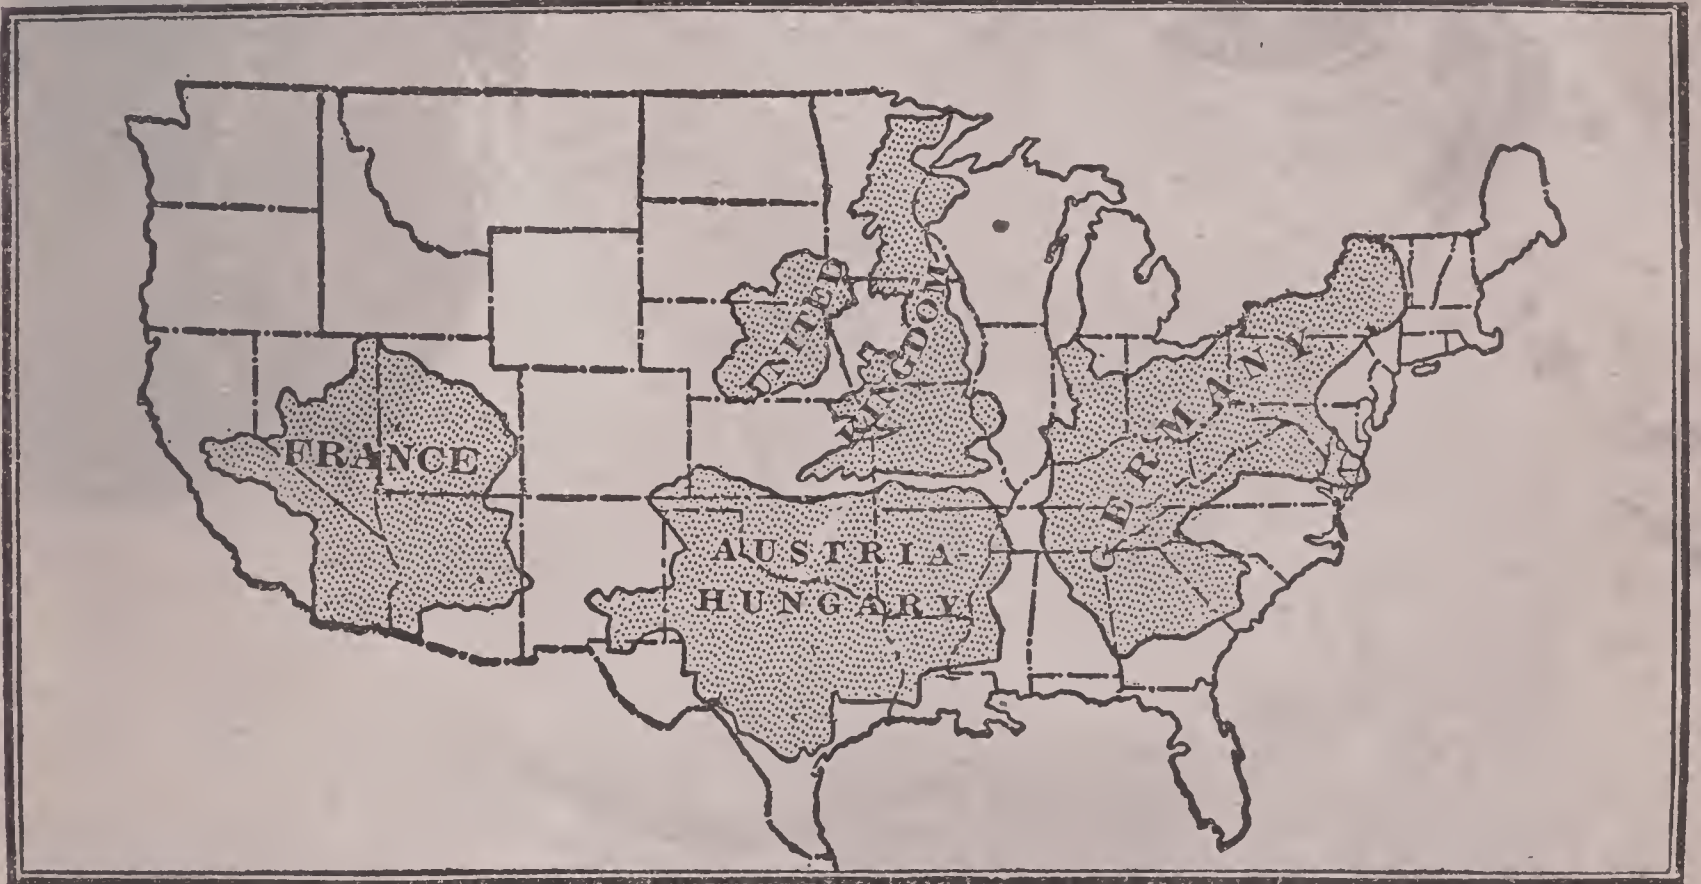 UNITED
KINGDOM
FRANCE
GERMANY
AUSTRIA-
HUNGARY